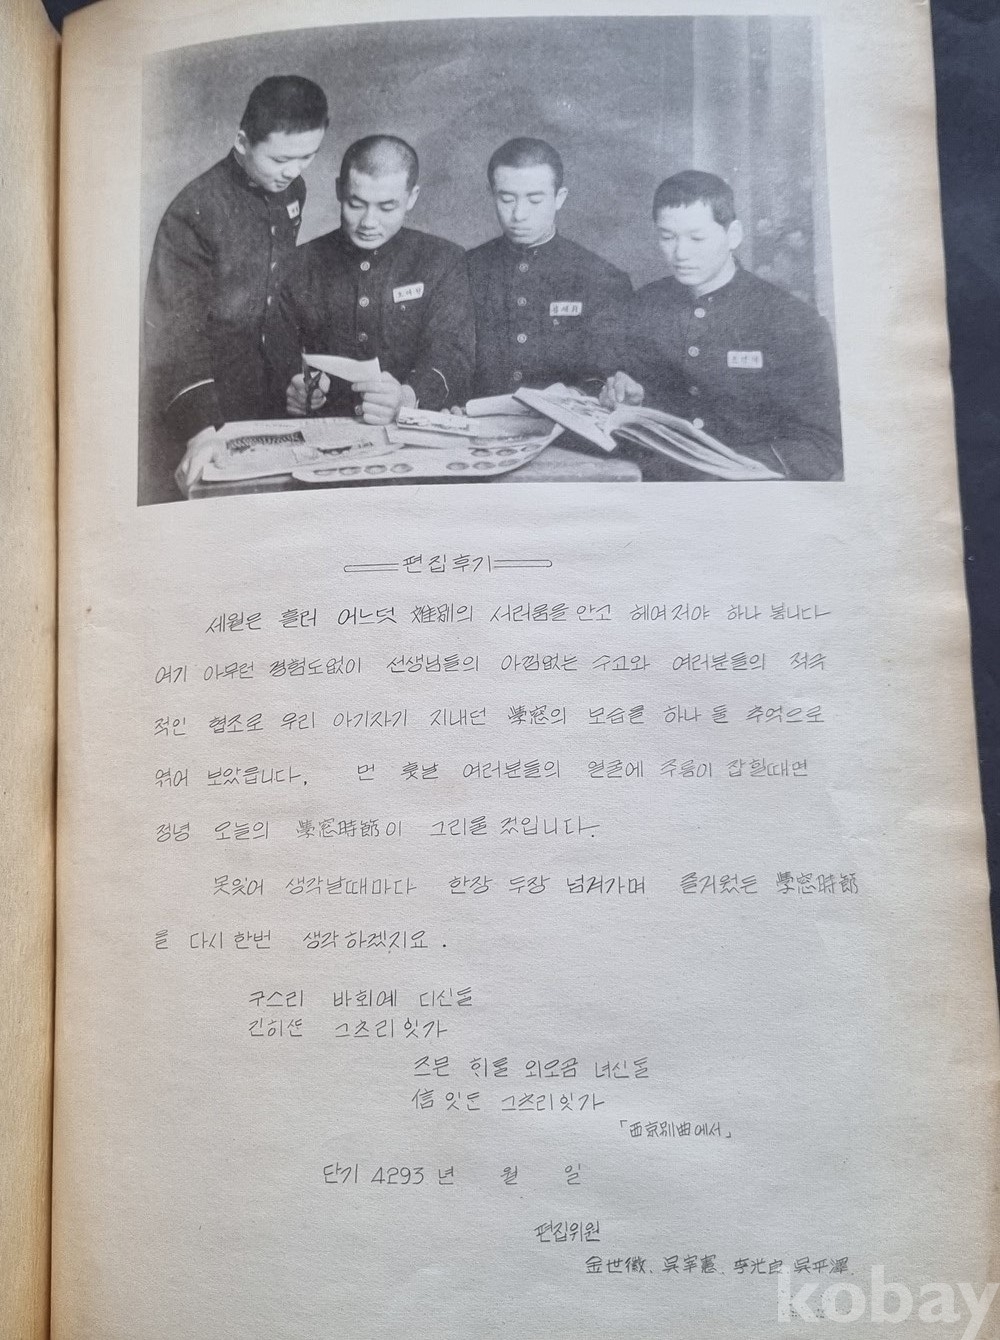 편집후기
세월은 흘러 어느덧 離別의 서러움을 안고 헤여져야 하나 봅니다
여기 아무런 경험도없이 선생님들의 아낌없는 수고와 여러분들의 적극
적인 협조로 우리 아기자기 지내던 學窓의 모습을 하나 둘 추억으로
엮어 보았읍니다. 먼 훗날 여러분들의 얼굴에 주름이 잡힐때면
정녕 오늘의 學窓時節이 그리울 것입니다.
못잊어 생각날때마다 한장 두장 넘겨가며 즐거웠든 學窓時節
을 다시 한번 생각하겠지요.
구스리 바회예 디신들
긴히ᄯᆞᆫ 그츠리잇가
즈믄 ᄒᆡ를 외오곰 녀신들
信잇ᄃᆞᆫ 그츠리잇가
「西京別曲에서」
단기 4293 년 월 일
편집위원
金世徽. 吳宰憲. 李光 吳平澤.
kobay